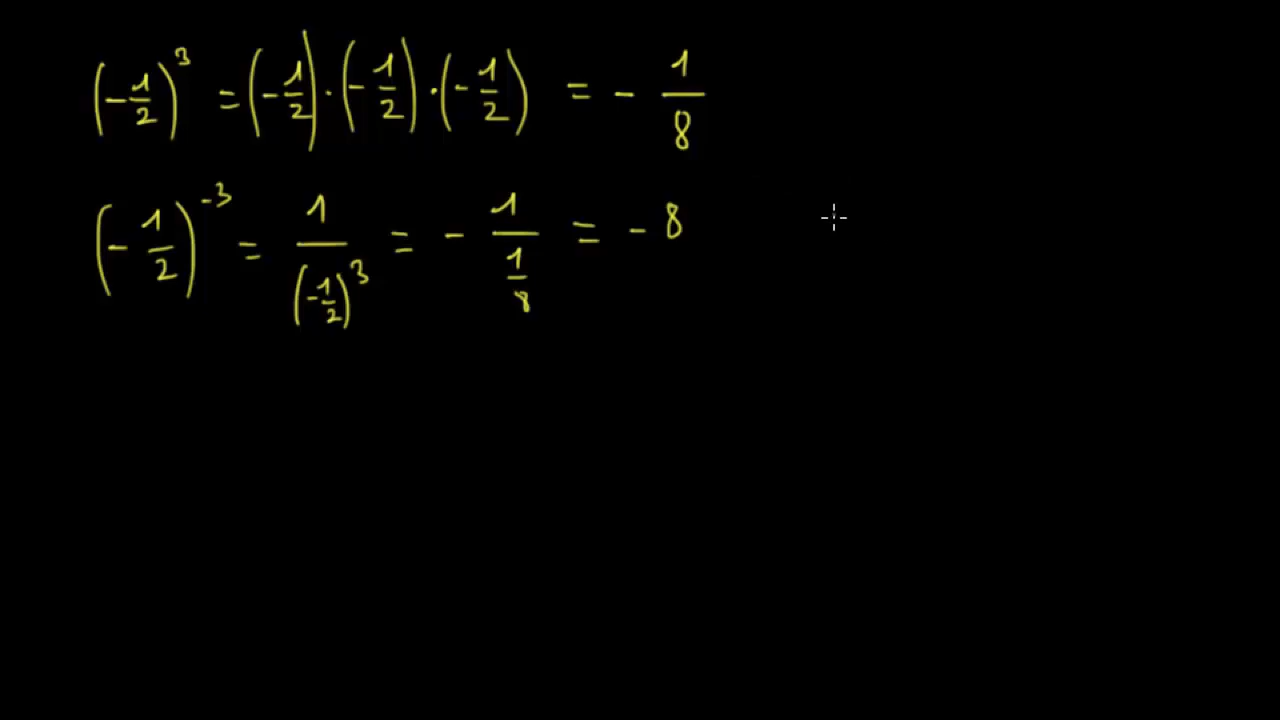 (-1/2)³ = (-1/2) · (-1/2) · (-1/2) = - 1/8
(-1/2)⁻³ = 1/(-1/2)³ = - 1/(1/8) = - 8